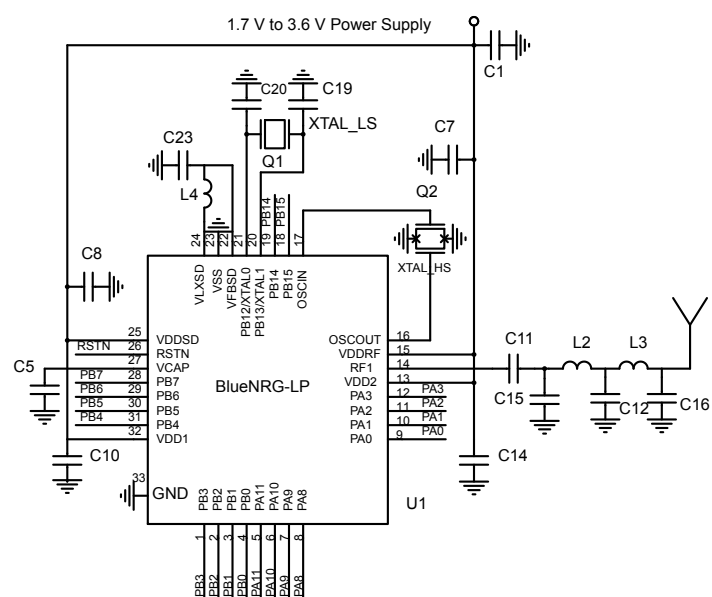 1.7 V to 3.6 V Power Supply
C1
C20
C19
XTAL_LS
C7
C23
Q1
L4
PB14
PB15
Q2
24
23
22
21
20
19
18
17
VLXSD
VSS
VFBSD
PB12/XTAL0
PB13/XTAL1
PB14
PB15
OSCIN
XTAL_HS
C8
25
VDDSD
OSCOUT
16
RSTN
26
RSTN
VDDRF
15
C11
L2
L3
C5
27
VCAP
RF1
14
PB7
28
PB7
BlueNRG-LP
VDD2
13
PB6
29
PB6
PA3
12
PA3
C15
C12
C16
PB5
30
PB5
PA2
11
PA2
PB4
31
PB4
PA1
10
PA1
32
VDD1
PA0
9
PA0
C10
C14
33
GND
U1
PB3
PB2
PB1
PB0
PA11
PA10
PA9
PA8
1
2
3
4
5
6
7
8
PB3
PB2
PB1
PB0
PA11
PA10
PA9
PA8